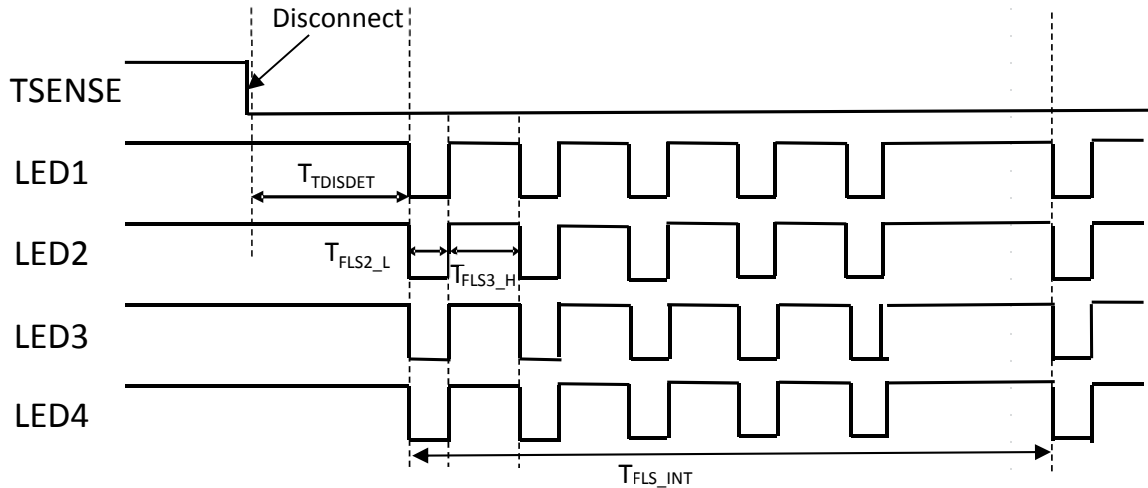 Disconnect
TSENSE
LED1
TTDISDET
LED2
TFLS2_L
TFLS3_H
LED3
LED4
TFLS_INT